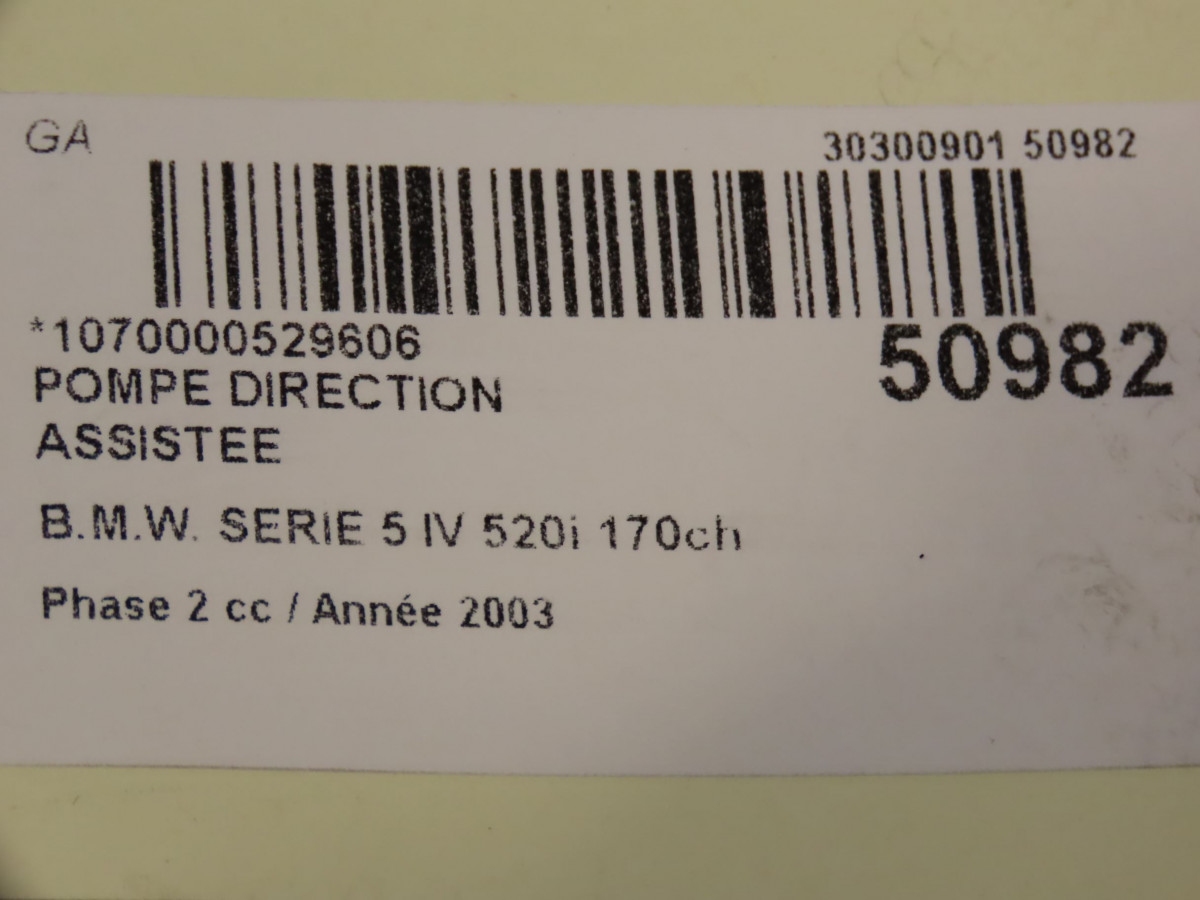 GA
30300901 50982
*1070000529606
50982
POMPE DIRECTION
ASSISTEE
B.M.W. SERIE 5 IV 520i 170ch
Phase 2 cc / Année 2003